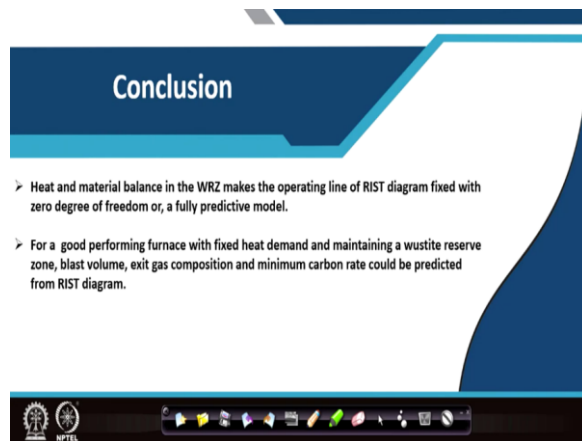 Conclusion
➢ Heat and material balance in the WRZ makes the operating line of RIST diagram fixed with
zero degree of freedom or, a fully predictive model.
➢ For a good performing furnace with fixed heat demand and maintaining a wustite reserve
zone, blast volume, exit gas composition and minimum carbon rate could be predicted
from RIST diagram.
NPTEL